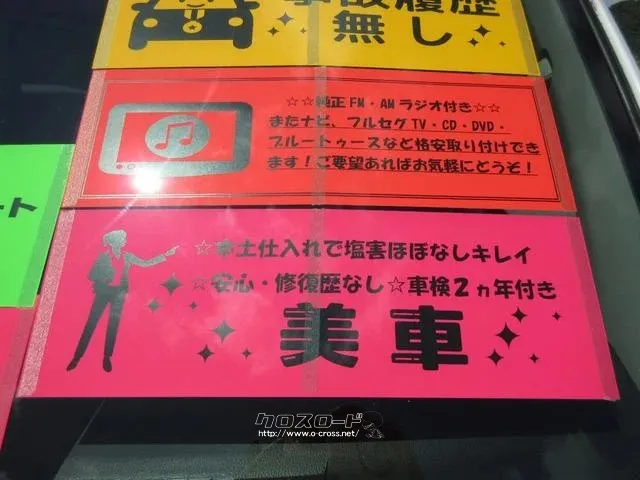 事故履歴
無し
☆☆純正FM・AMラジオ付き☆☆
またナビ、フルセグTV・CD・DVD・
ブルートゥースなど格安取り付けでき
ます！ご要望あればお気軽にどうぞ！
ート
☆本土仕入れで塩害ほぼなしキレイ
☆安心・修復歴なし☆車検2ヵ年付き
美車
クロスロード
http://www.o-cross.net/